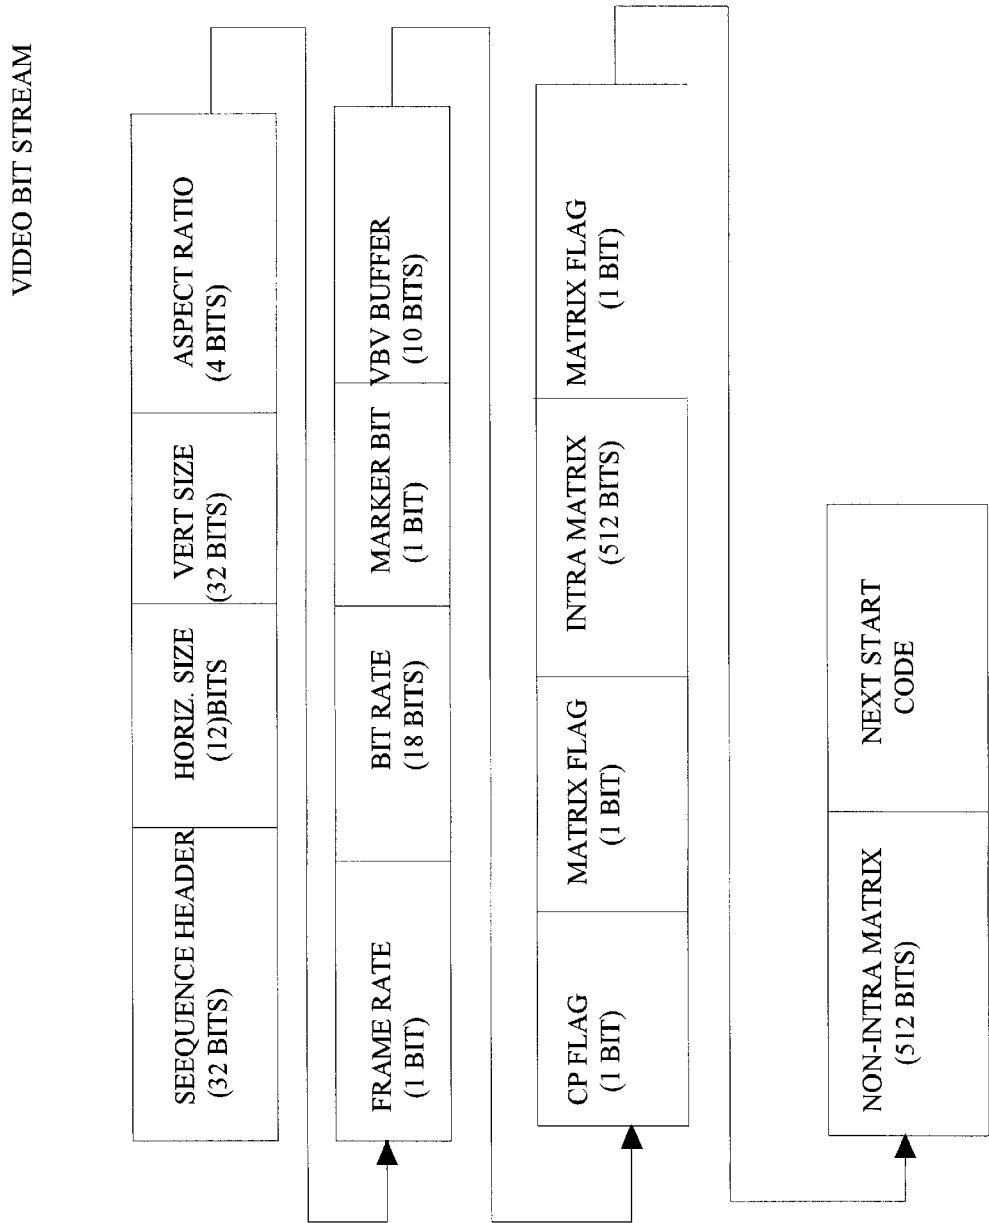 VIDEO BIT STREAM
SEEQUENCE HEADER
(32 BITS)
HORIZ. SIZE
(12)BITS
VERT SIZE
(32 BITS)
ASPECT RATIO
(4 BITS)
FRAME RATE
(1 BIT)
BIT RATE
(18 BITS)
MARKER BIT
(1 BIT)
VBV BUFFER
(10 BITS)
CP FLAG
(1 BIT)
MATRIX FLAG
(1 BIT)
INTRA MATRIX
(512 BITS)
MATRIX FLAG
(1 BIT)
NON-INTRA MATRIX
(512 BITS)
NEXT START
CODE